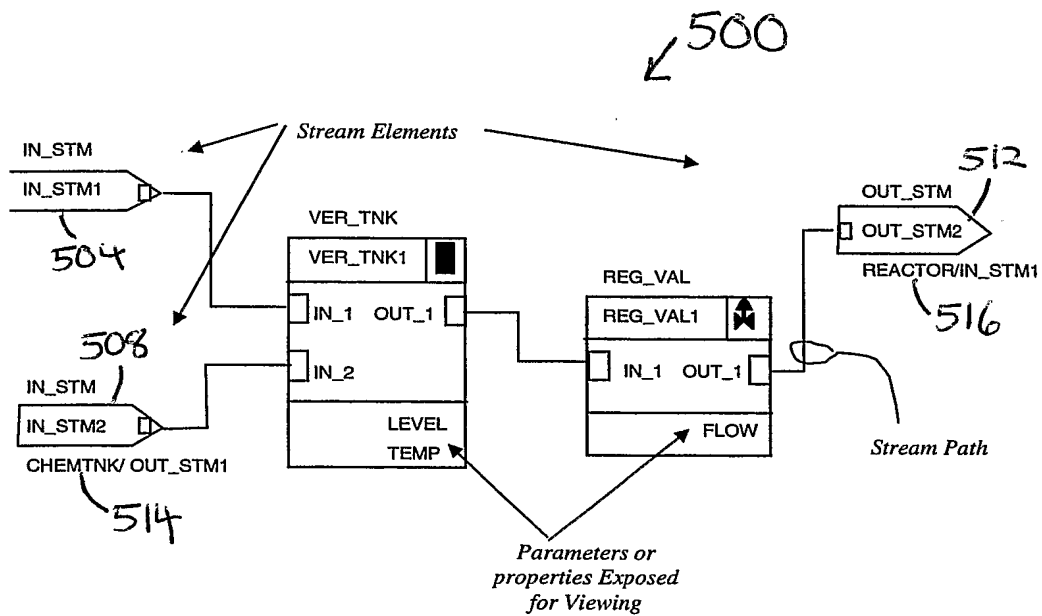 500
Stream Elements
IN_STM
IN_STM1
504
VER_TNK
VER_TNK1
IN_1 OUT_1
IN_2
LEVEL
TEMP
508
IN_STM
IN_STM2
CHEMTNK/ OUT_STM1
514
REG_VAL
REG_VAL1
IN_1 OUT_1
FLOW
512
OUT_STM
OUT_STM2
REACTOR/IN_STM1
516
Stream Path
Parameters or
properties Exposed
for Viewing